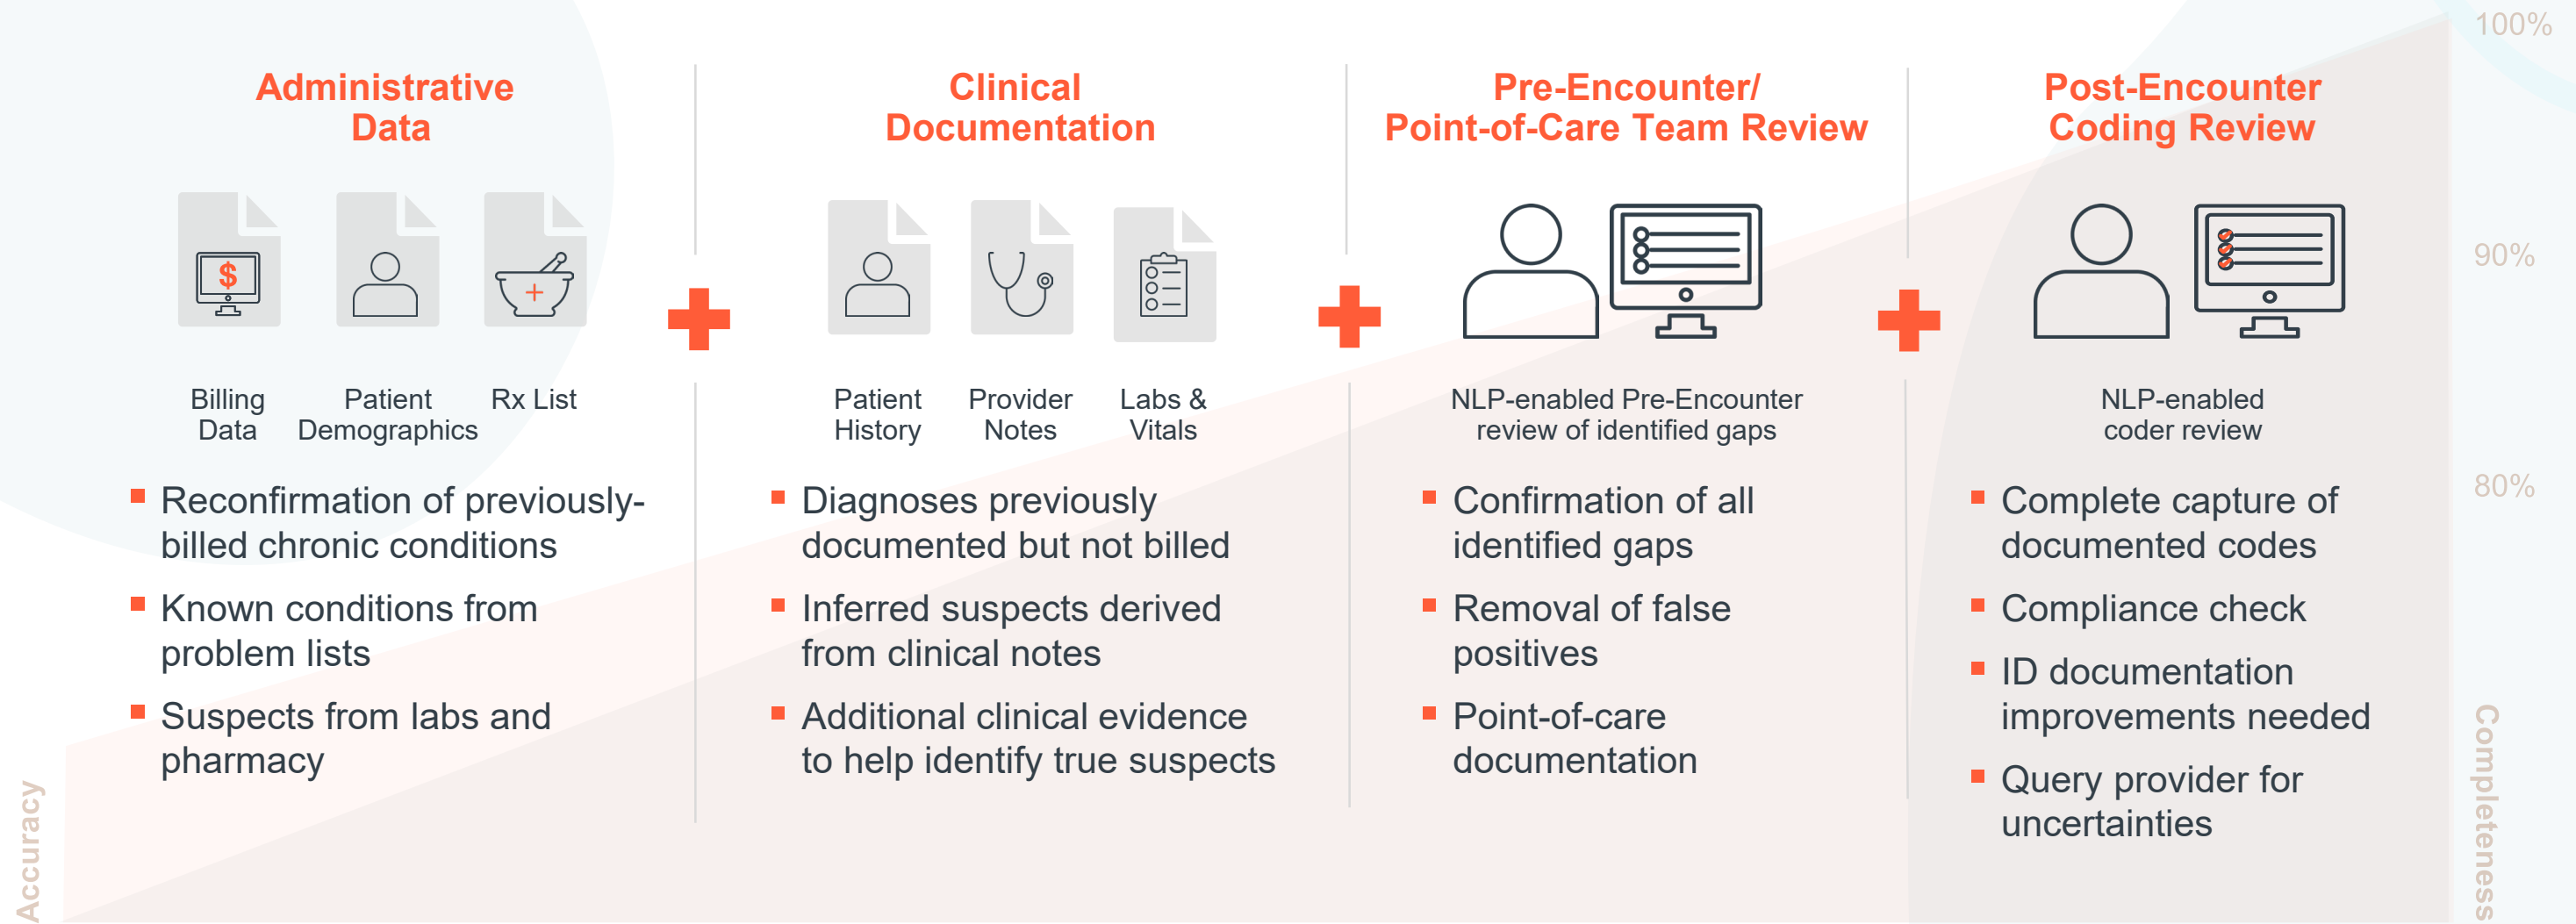 Administrative
Data
Billing
Data
Patient
Demographics
Rx List
Reconfirmation of previously-
billed chronic conditions
Known conditions from
problem lists
Suspects from labs and
pharmacy
Clinical
Documentation
Patient
History
Provider
Notes
Labs &
Vitals
Diagnoses previously
documented but not billed
Inferred suspects derived
from clinical notes
Additional clinical evidence
to help identify true suspects
Pre-Encounter/
Point-of-Care Team Review
NLP-enabled Pre-Encounter
review of identified gaps
Confirmation of all
identified gaps
Removal of false
positives
Point-of-care
documentation
Post-Encounter
Coding Review
NLP-enabled
coder review
Complete capture of
documented codes
Compliance check
ID documentation
improvements needed
Query provider for
uncertainties
100%
90%
80%
Accuracy
Completeness
$